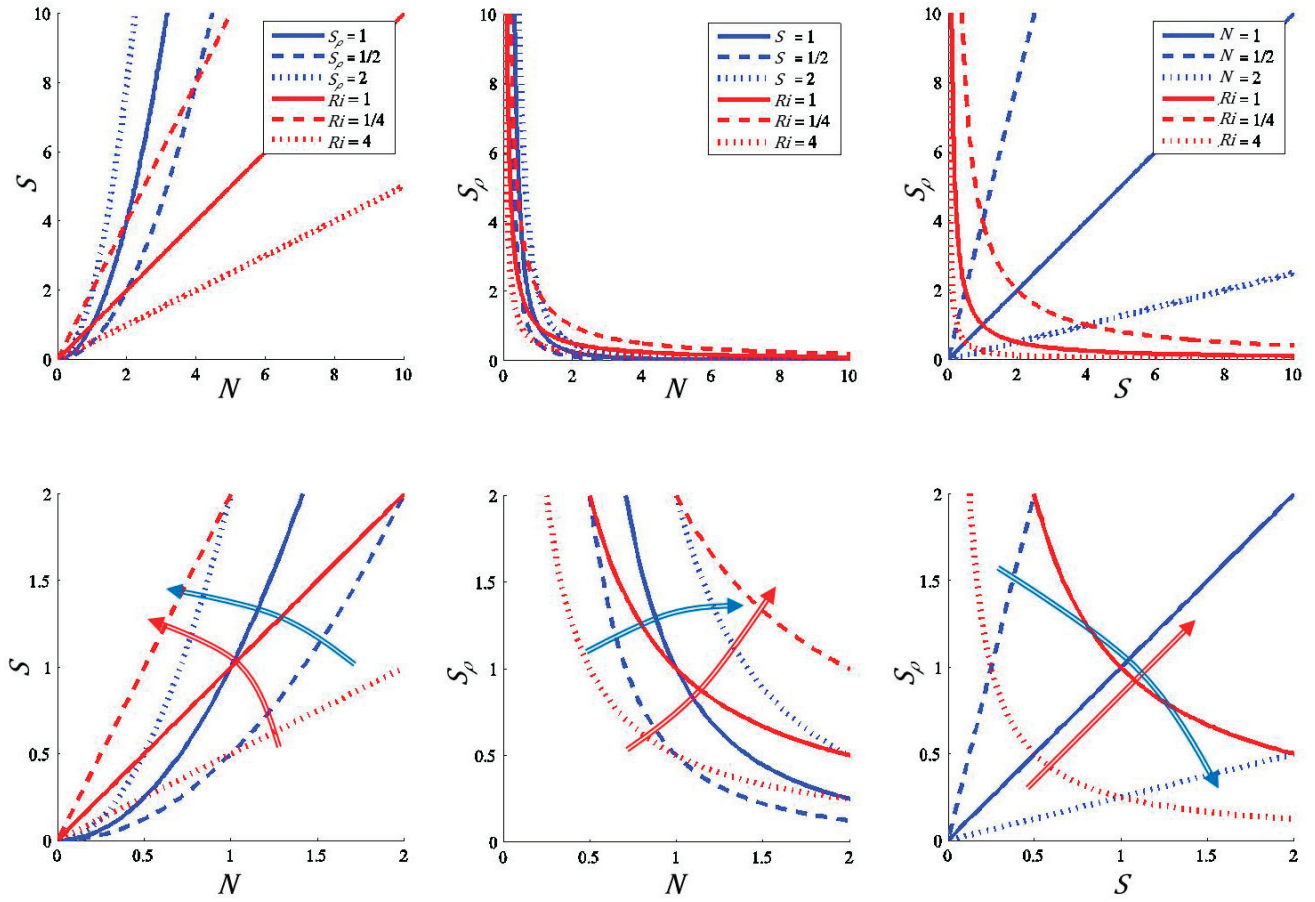 10
8
6
4
2
0
S
0 2 4 6 8 10
N
S_ρ = 1
S_ρ = 1/2
S_ρ = 2
Ri = 1
Ri = 1/4
Ri = 4
10
8
6
4
2
0
S_ρ
0 2 4 6 8 10
N
S = 1
S = 1/2
S = 2
Ri = 1
Ri = 1/4
Ri = 4
10
8
6
4
2
0
S_ρ
0 2 4 6 8 10
S
N = 1
N = 1/2
N = 2
Ri = 1
Ri = 1/4
Ri = 4
2
1.5
1
0.5
0
S
0 0.5 1 1.5 2
N
2
1.5
1
0.5
0
S_ρ
0 0.5 1 1.5 2
N
2
1.5
1
0.5
0
S_ρ
0 0.5 1 1.5 2
S